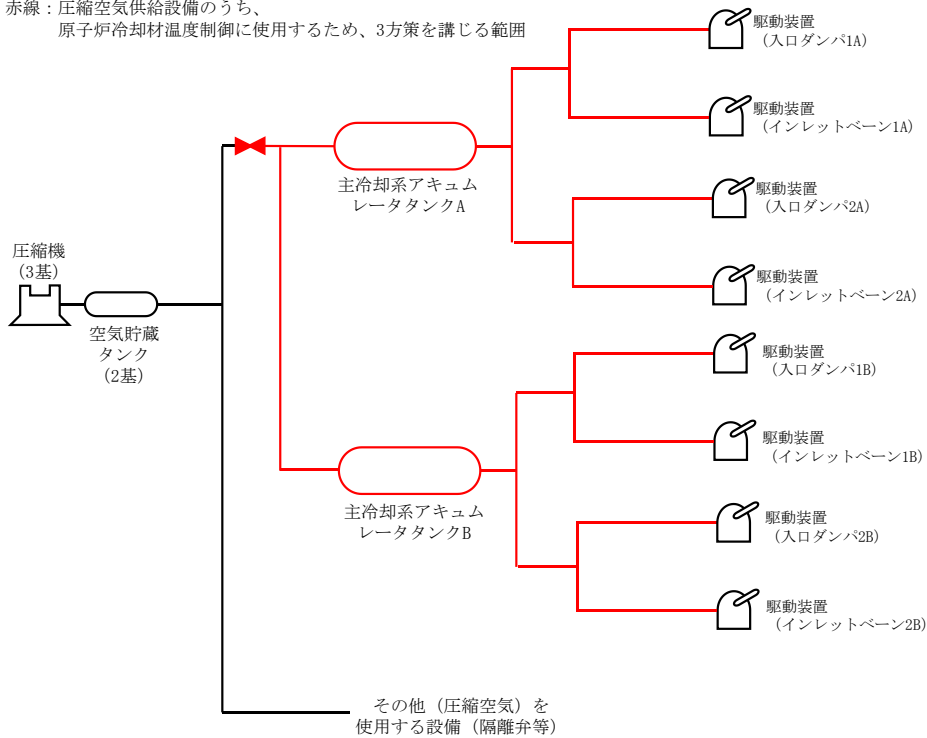 赤線：圧縮空気供給設備のうち、
原子炉冷却材温度制御に使用するため、3方策を講じる範囲
駆動装置
（入口ダンパ1A）
駆動装置
（インレットベーン1A）
主冷却系アキュム
レータタンクA
駆動装置
（入口ダンパ2A）
圧縮機
（3基）
駆動装置
（インレットベーン2A）
空気貯蔵
タンク
（2基）
駆動装置
（入口ダンパ1B）
駆動装置
（インレットベーン1B）
主冷却系アキュム
レータタンクB
駆動装置
（入口ダンパ2B）
駆動装置
（インレットベーン2B）
その他（圧縮空気）を
使用する設備（隔離弁等）